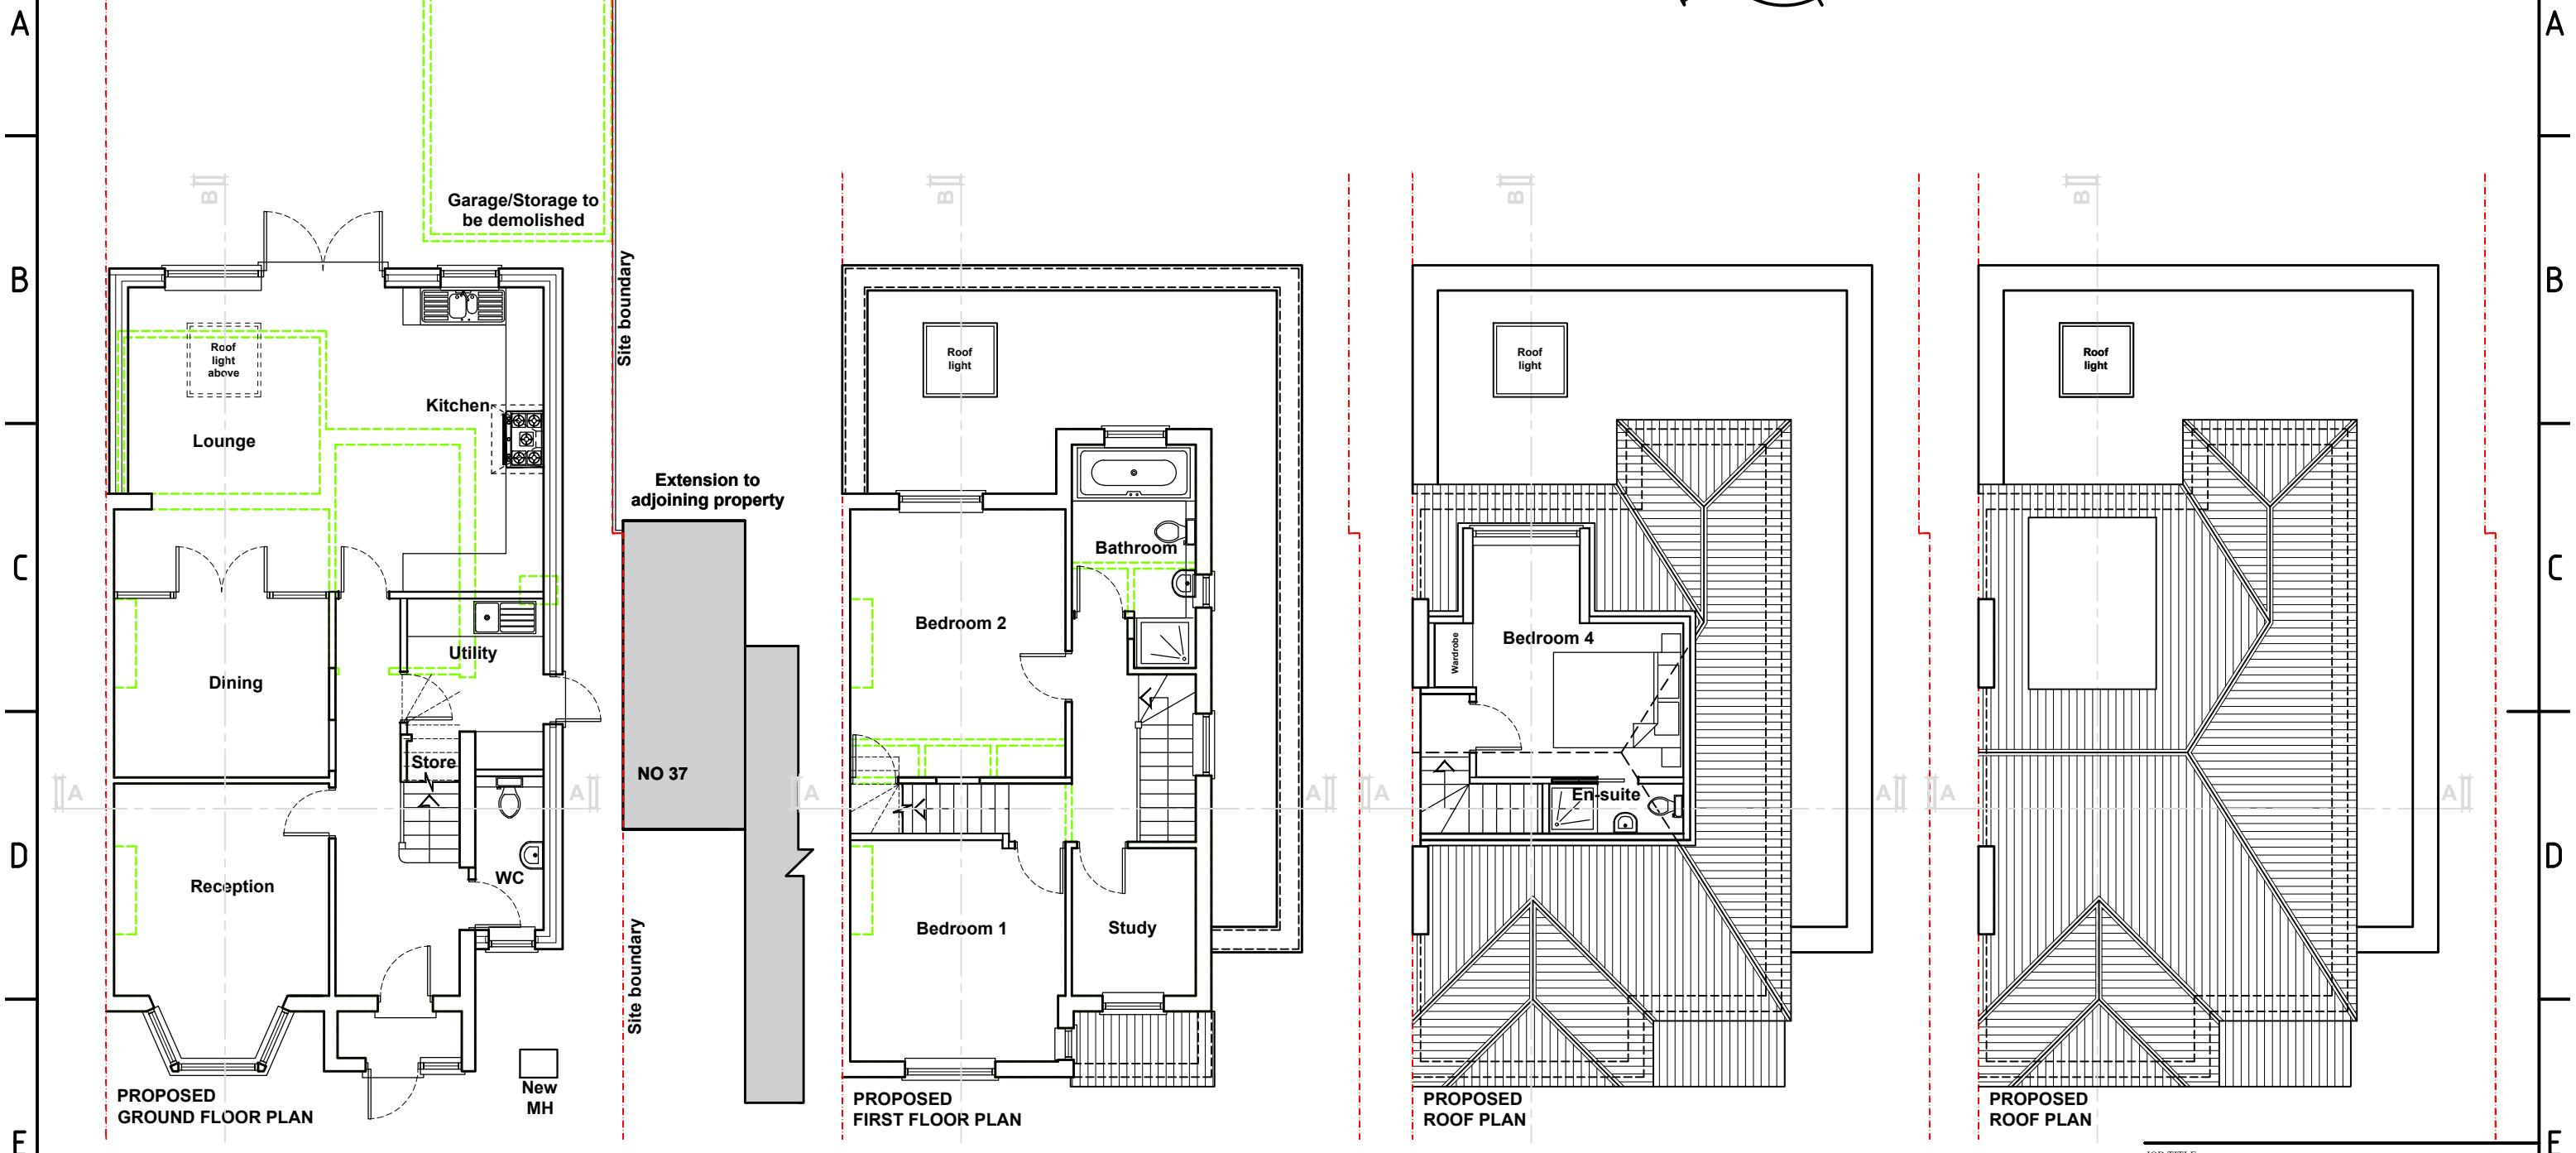 A
A
B
B
B
B
Garage/Storage to
be demolished
Site boundary
B
B
Roof
light
above
Roof
light
Roof
light
Roof
light
Kitchen
Lounge
Extension to
adjoining property
C
C
Bathroom
Bedroom 2
Bedroom 4
Wardrobe
Utility
Dining
Store
NO 37
A
A
A
A
A
A
A
A
En-suite
D
D
Reception
WC
Bedroom 1
Study
Site boundary
New
MH
PROPOSED
GROUND FLOOR PLAN
PROPOSED
FIRST FLOOR PLAN
PROPOSED
ROOF PLAN
PROPOSED
ROOF PLAN
E
E